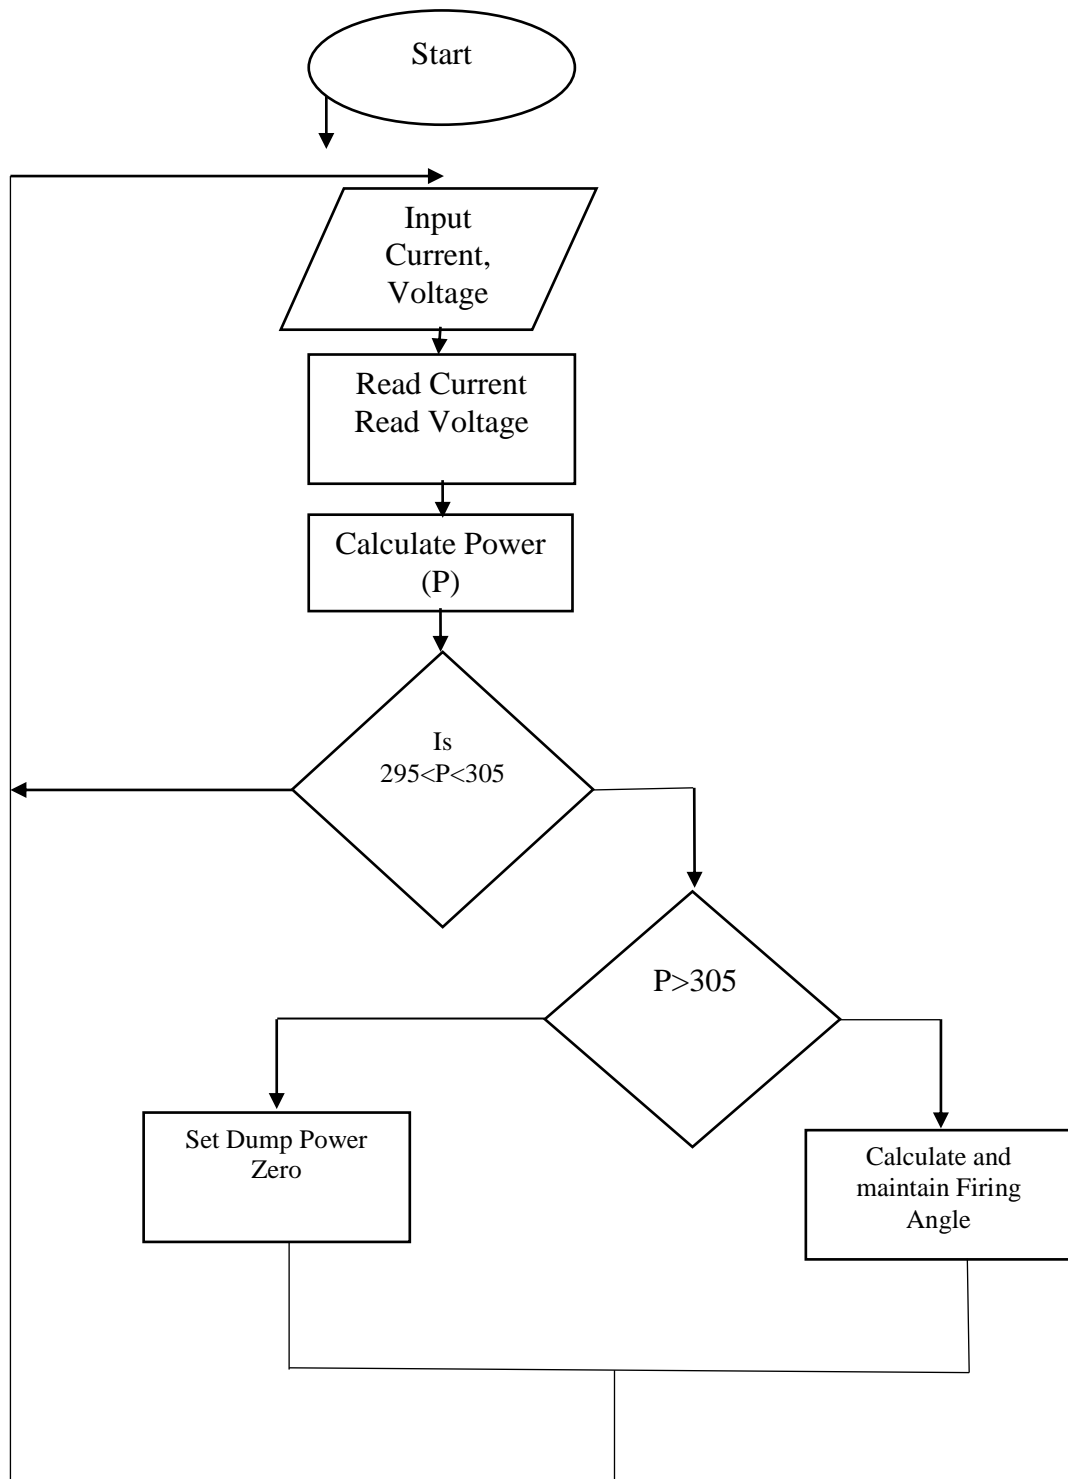 Start
Input
Current,
Voltage
Read Current
Read Voltage
Calculate Power
(P)
Is
295<P<305
P>305
Set Dump Power
Zero
Calculate and
maintain Firing
Angle